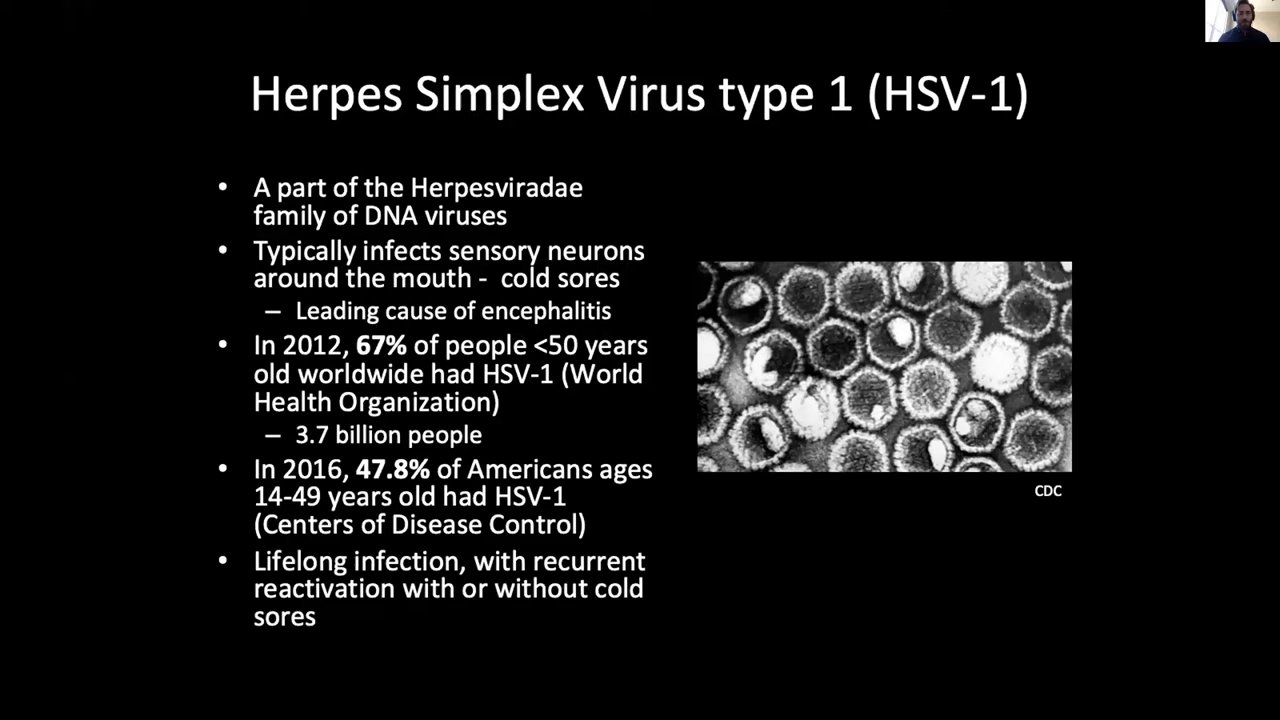 Herpes Simplex Virus type 1 (HSV-1)
• A part of the Herpesviradae
family of DNA viruses
• Typically infects sensory neurons
around the mouth - cold sores
– Leading cause of encephalitis
• In 2012, 67% of people <50 years
old worldwide had HSV-1 (World
Health Organization)
– 3.7 billion people
• In 2016, 47.8% of Americans ages
14-49 years old had HSV-1
(Centers of Disease Control)
• Lifelong infection, with recurrent
reactivation with or without cold
sores
CDC